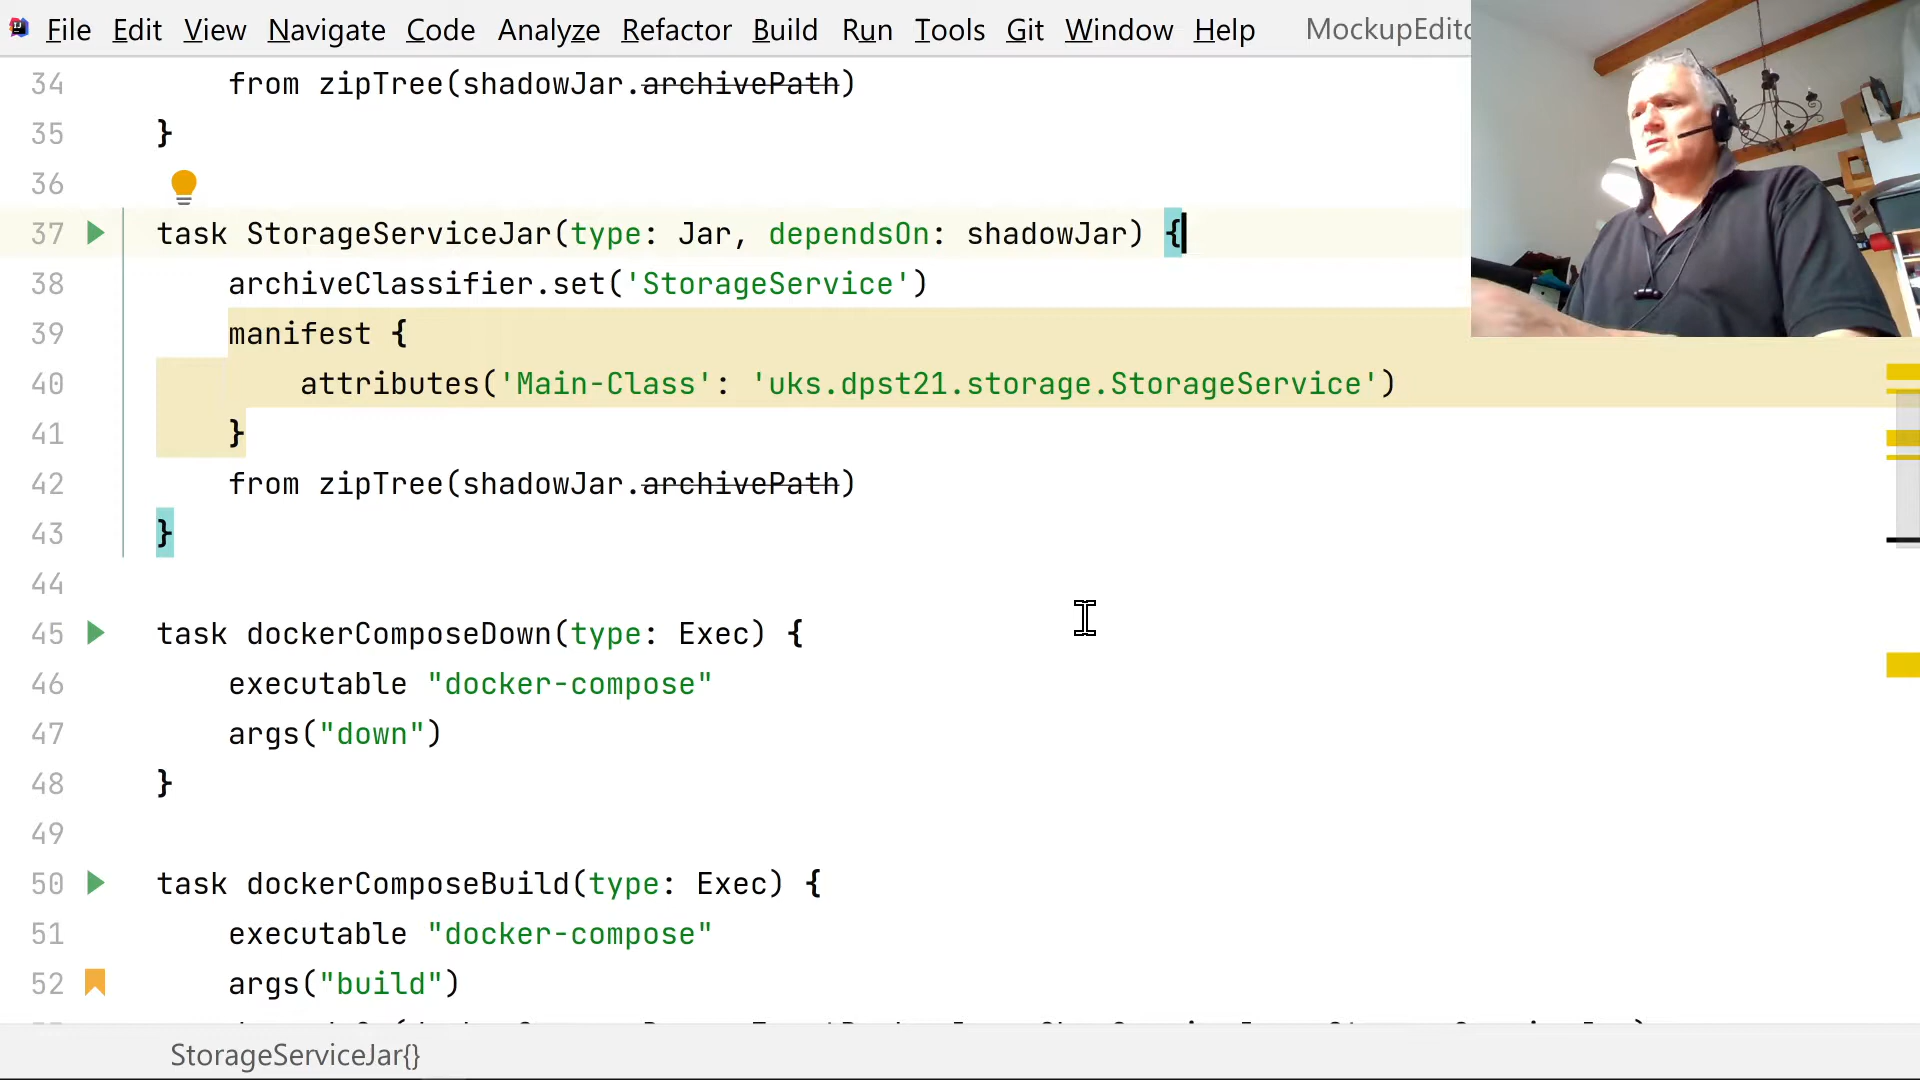 File Edit View Navigate Code Analyze Refactor Build Run Tools Git Window Help
34 from zipTree(shadowJar.archivePath)
35 }
36
37 task StorageServiceJar(type: Jar, dependsOn: shadowJar) {
38 archiveClassifier.set('StorageService')
39 manifest {
40 attributes('Main-Class': 'uks.dpst21.storage.StorageService')
41 }
42 from zipTree(shadowJar.archivePath)
43 }
44
45 task dockerComposeDown(type: Exec) {
46 executable "docker-compose"
47 args("down")
48 }
49
50 task dockerComposeBuild(type: Exec) {
51 executable "docker-compose"
52 args("build")
StorageServiceJar{}